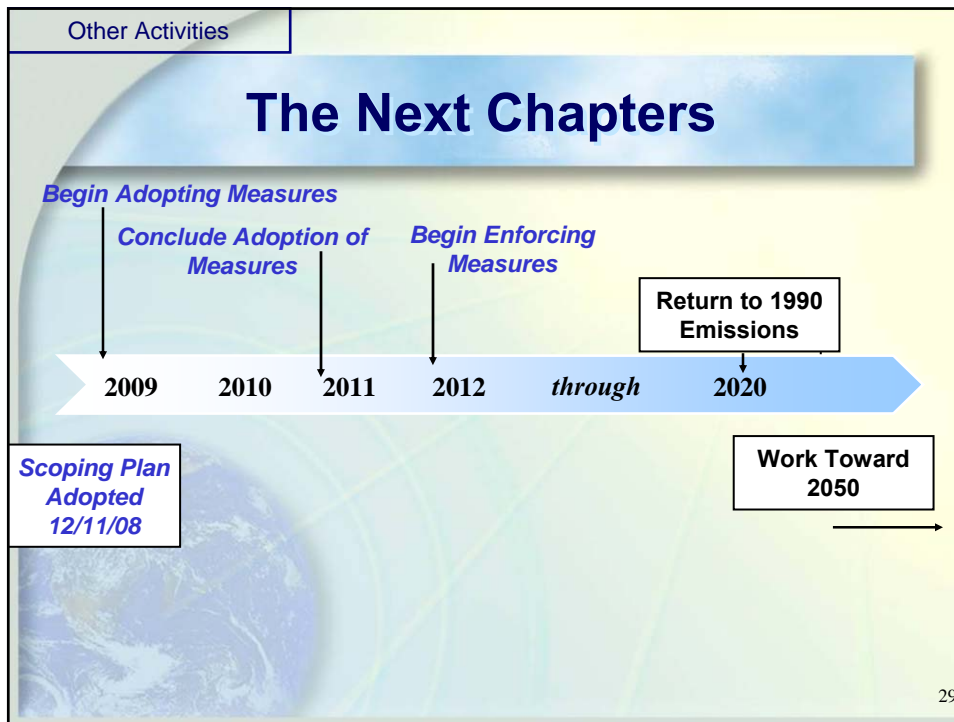 Other Activities
The Next Chapters
Begin Adopting Measures
Conclude Adoption of
Measures
Begin Enforcing
Measures
Return to 1990
Emissions
2009 2010 2011 2012 through 2020
Scoping Plan
Adopted
12/11/08
Work Toward
2050
29